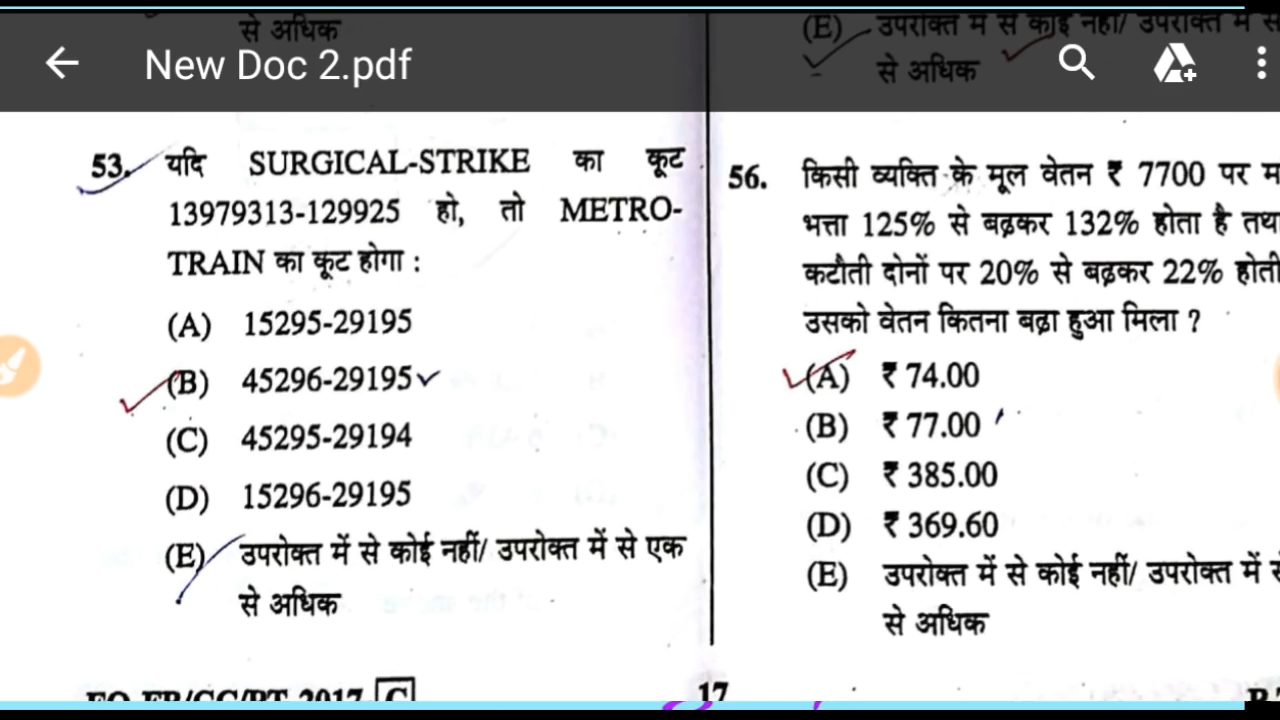 से अधिक
(E) उपरोक्त में से कोई नहीं/ उपरोक्त में से
से अधिक
New Doc 2.pdf
53. यदि SURGICAL-STRIKE का कूट
13979313-129925 हो, तो METRO-
TRAIN का कूट होगा :
(A) 15295-29195
(B) 45296-29195
(C) 45295-29194
(D) 15296-29195
(E) उपरोक्त में से कोई नहीं/ उपरोक्त में से एक
से अधिक
56. किसी व्यक्ति के मूल वेतन ₹ 7700 पर
भत्ता 125% से बढ़कर 132% होता है
कटौती दोनों पर 20% से बढ़कर 22% होती
उसको वेतन कितना बढ़ा हुआ मिला ?
(A) ₹ 74.00
(B) ₹ 77.00
(C) ₹ 385.00
(D) ₹ 369.60
(E) उपरोक्त में से कोई नहीं/ उपरोक्त में
से अधिक
17